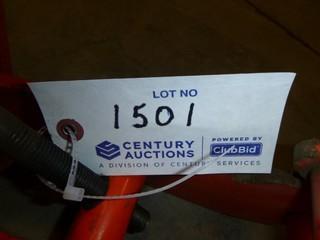 LOT NO
1501
CENTURY AUCTIONS
POWERED BY
ClubBid
A DIVISION OF CENTURY SERVICES